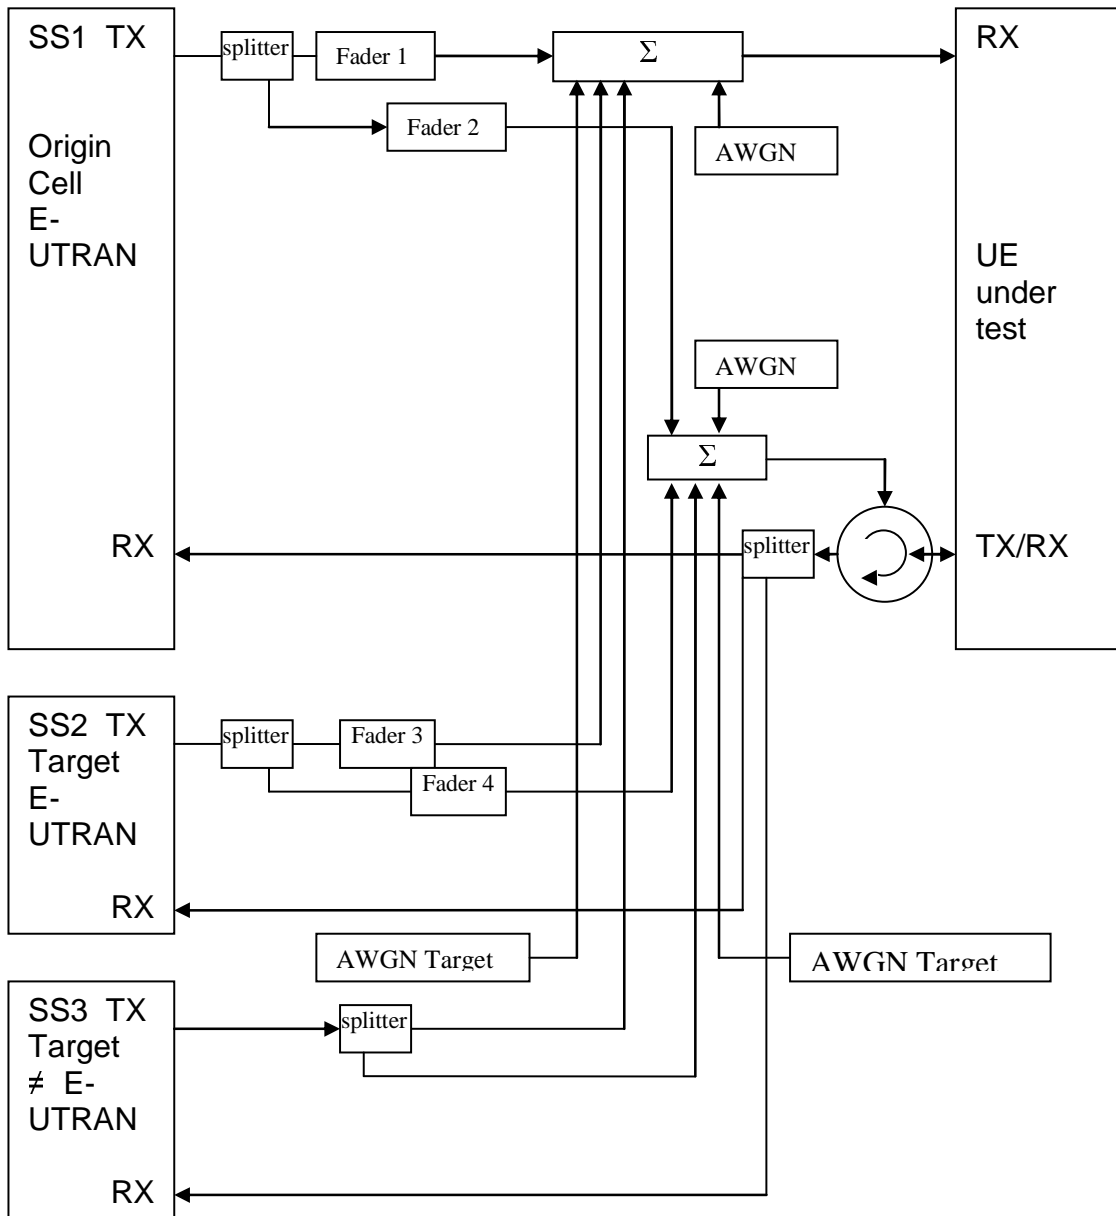 SS1 TX
Origin
Cell
E-
UTRAN
RX
splitter
Fader 1
Fader 2
Σ
AWGN
RX
UE
under
test
TX/RX
AWGN
Σ
splitter
SS2 TX
Target
E-
UTRAN
RX
splitter
Fader 3
Fader 4
AWGN Target
AWGN Target
SS3 TX
Target
≠ E-
UTRAN
RX
splitter